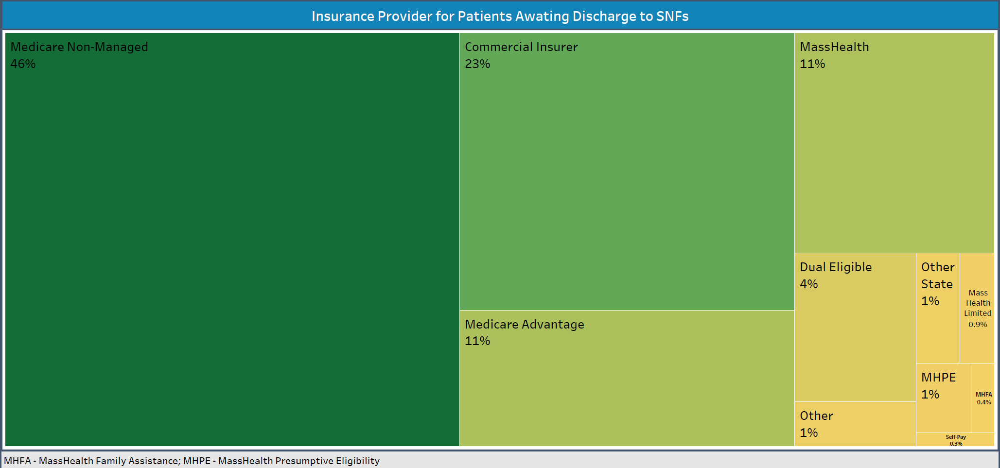 Insurance Provider for Patients Awating Discharge to SNFs
Medicare Non-Managed
46%
Commercial Insurer
23%
Medicare Advantage
11%
MassHealth
11%
Dual Eligible
4%
Other
1%
Other
State
1%
Mass
Health
Limited
0.9%
MHPE
1%
MHFA
0.4%
Self-Pay
0.3%
MHFA - MassHealth Family Assistance; MHPE - MassHealth Presumptive Eligibility